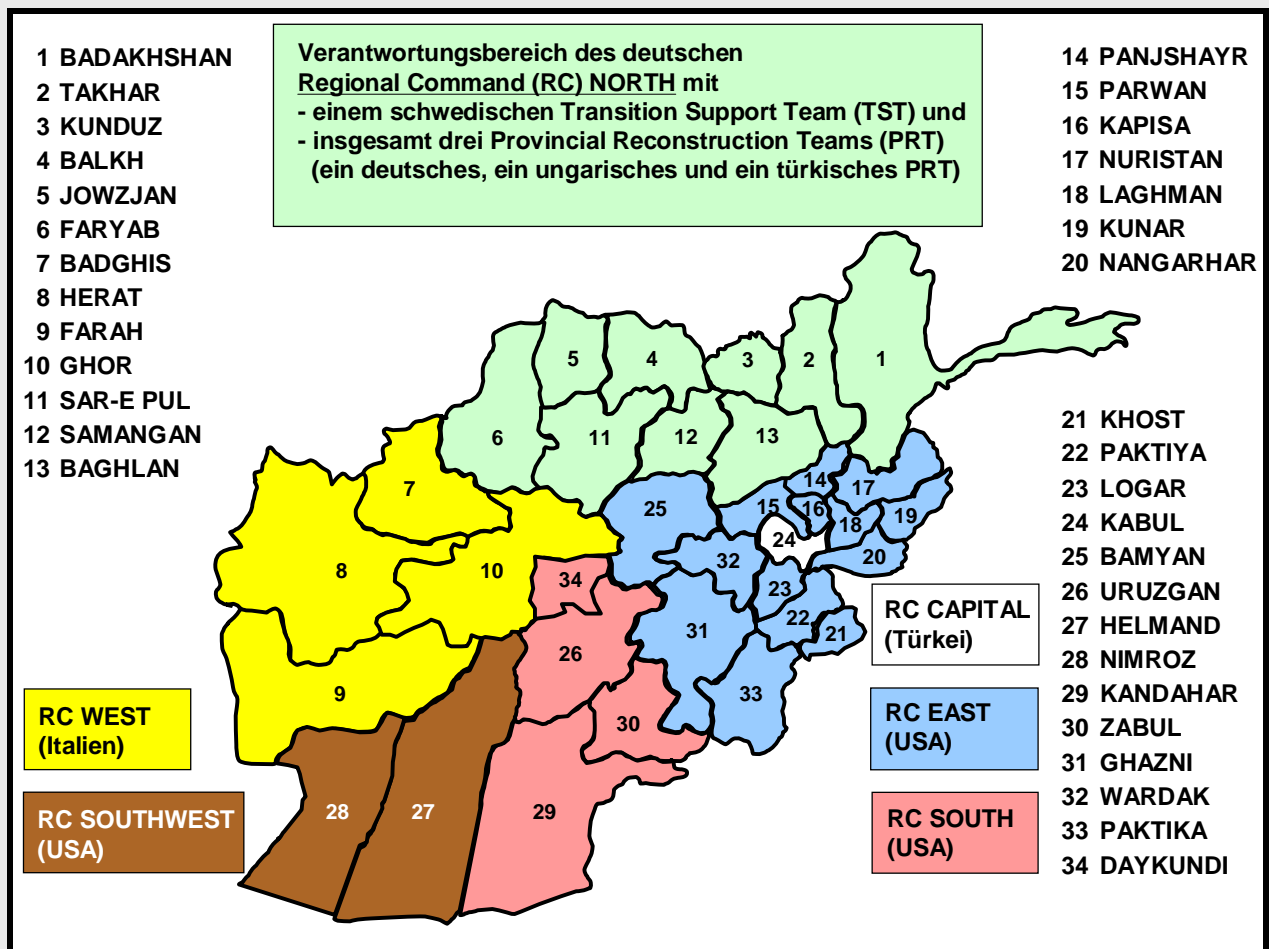 1 BADAKHSHAN
2 TAKHAR
3 KUNDUZ
4 BALKH
5 JOWZJAN
6 FARYAB
7 BADGHIS
8 HERAT
9 FARAH
10 GHOR
11 SAR-E PUL
12 SAMANGAN
13 BAGHLAN
Verantwortungsbereich des deutschen
Regional Command (RC) NORTH mit
- einem schwedischen Transition Support Team (TST) und
- insgesamt drei Provincial Reconstruction Teams (PRT)
(ein deutsches, ein ungarisches und ein türkisches PRT)
14 PANJSHAYR
15 PARWAN
16 KAPISA
17 NURISTAN
18 LAGHMAN
19 KUNAR
20 NANGARHAR
21 KHOST
22 PAKTIYA
23 LOGAR
24 KABUL
25 BAMYAN
26 URUZGAN
27 HELMAND
28 NIMROZ
29 KANDAHAR
30 ZABUL
31 GHAZNI
32 WARDAK
33 PAKTIKA
34 DAYKUNDI
5
4
3
2
1
6
11
12
13
7
25
14
17
15
16
18
19
24
20
8
10
34
32
23
22
21
31
26
33
9
30
28
27
29
RC WEST
(Italien)
RC SOUTHWEST
(USA)
RC CAPITAL
(Türkei)
RC EAST
(USA)
RC SOUTH
(USA)